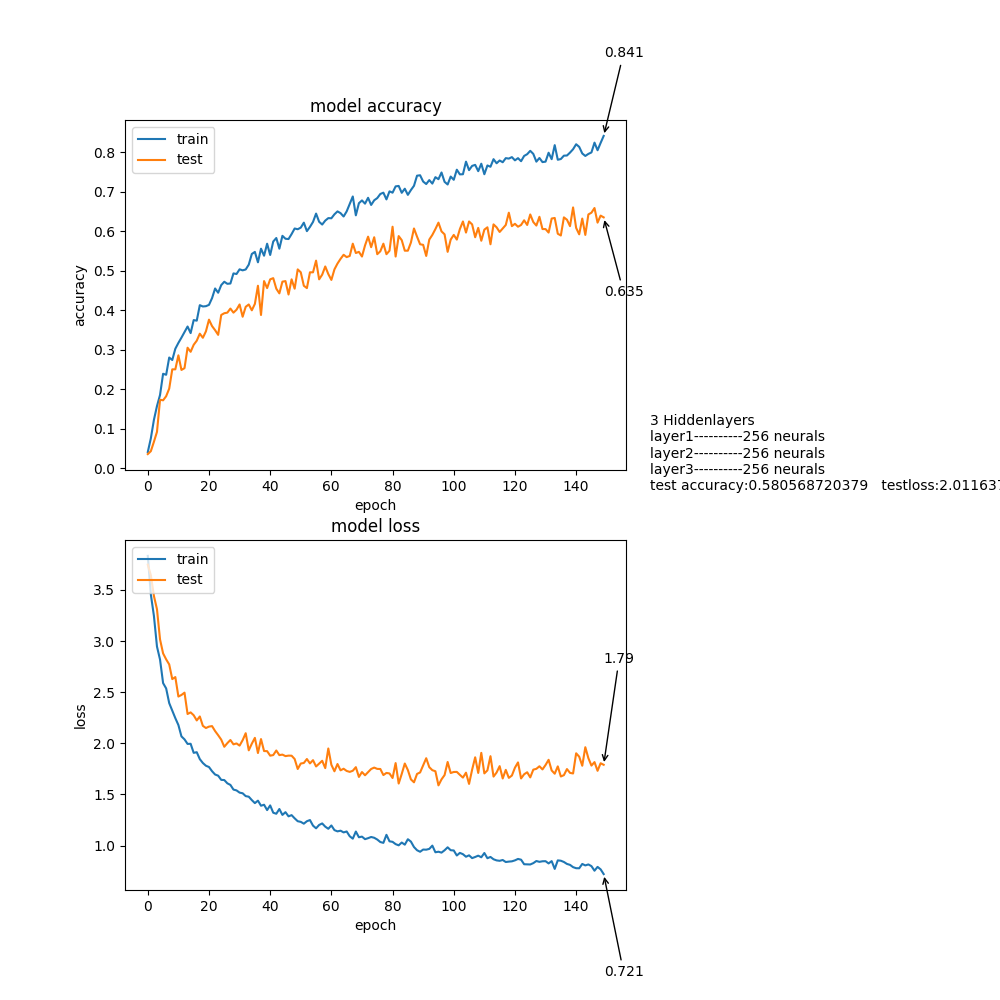 0.841
model accuracy
train
test
0.8
0.7
0.6
0.5
0.4
0.3
0.2
0.1
0.0
accuracy
0.635
0 20 40 60 80 100 120 140
epoch
3 Hiddenlayers
layer1----------256 neurals
layer2----------256 neurals
layer3----------256 neurals
test accuracy:0.580568720379 testloss:2.011637
model loss
train
test
3.5
3.0
2.5
2.0
1.5
1.0
loss
1.79
0 20 40 60 80 100 120 140
epoch
0.721